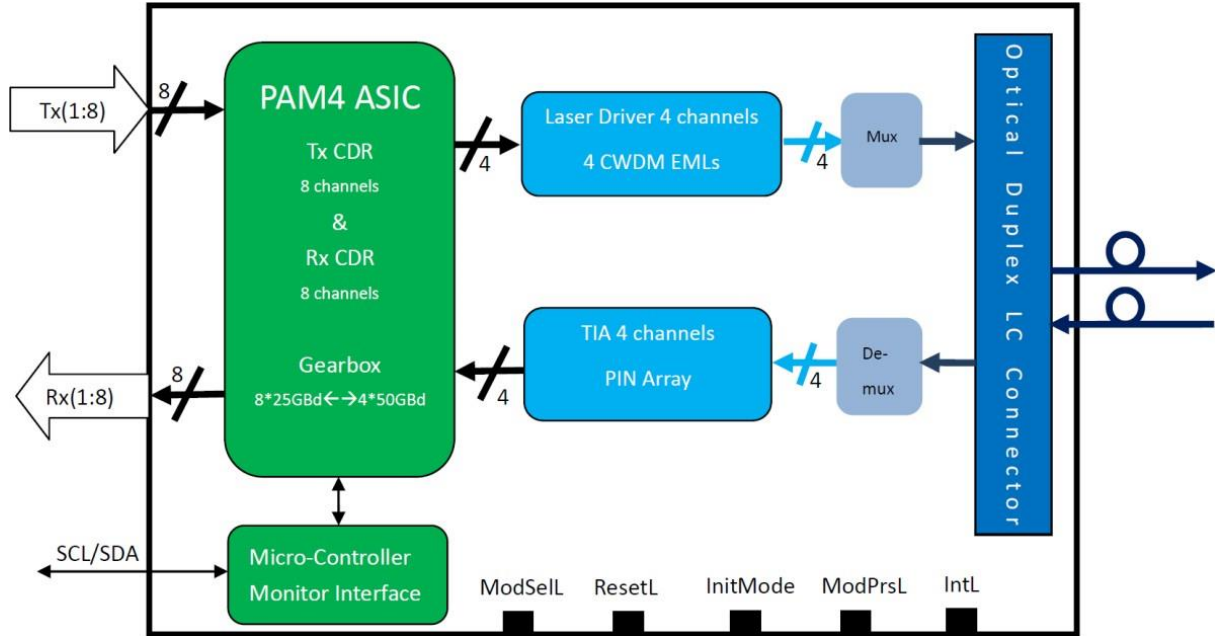 Tx(1:8)
8
PAM4 ASIC
Tx CDR
8 channels
&
Rx CDR
8 channels
Gearbox
8*25GBd←→4*50GBd
4
Laser Driver 4 channels
4 CWDM EMLs
4
Mux
Optical Duplex LC Connector
Rx(1:8)
8
4
TIA 4 channels
PIN Array
4
De-
mux
SCL/SDA
Micro-Controller
Monitor Interface
ModSelL
ResetL
InitMode
ModPrsL
IntL